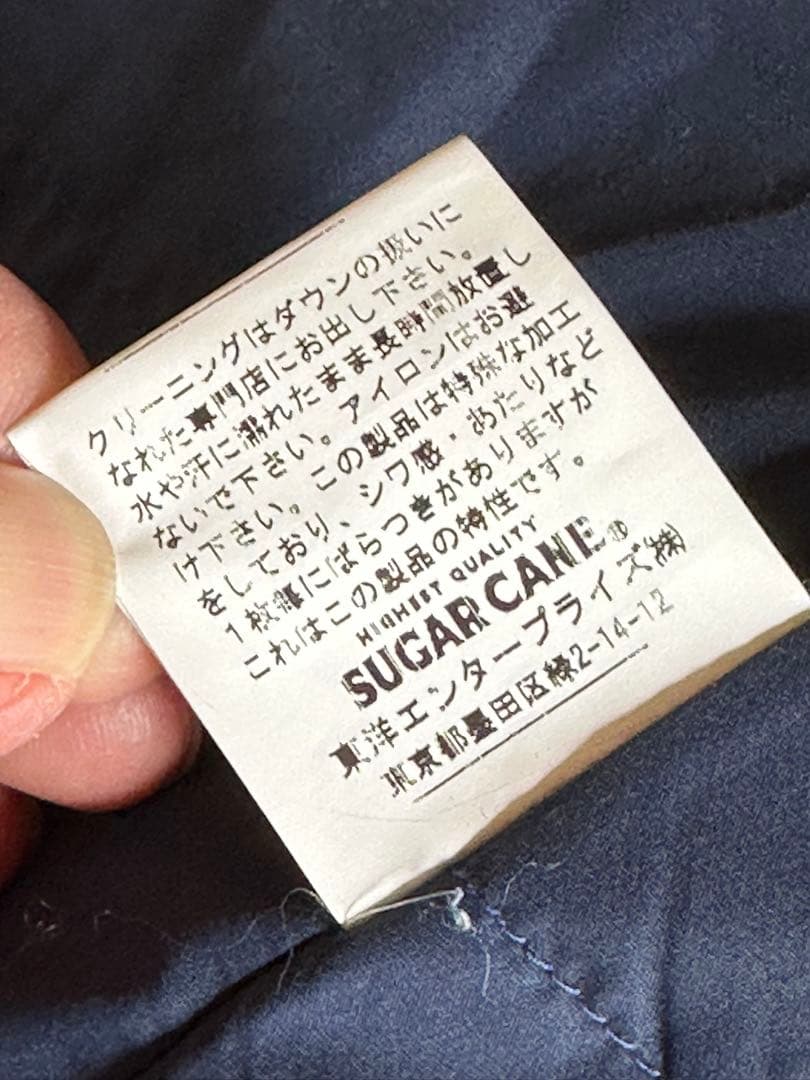 クリーニングはダウンの扱いに
なれた専門店にお出し下さい。
水や汗に濡れたまま長時間放置し
ないで下さい。アイロンはお避
け下さい。この製品は特殊な加工
をしており、シワ感・あたりなど
1枚毎にばらつきがありますが
これはこの製品の特性です。
HIGHEST QUALITY
SUGAR CANE®
東洋エンタープライズ㈱
東京都墨田区緑2-14-12